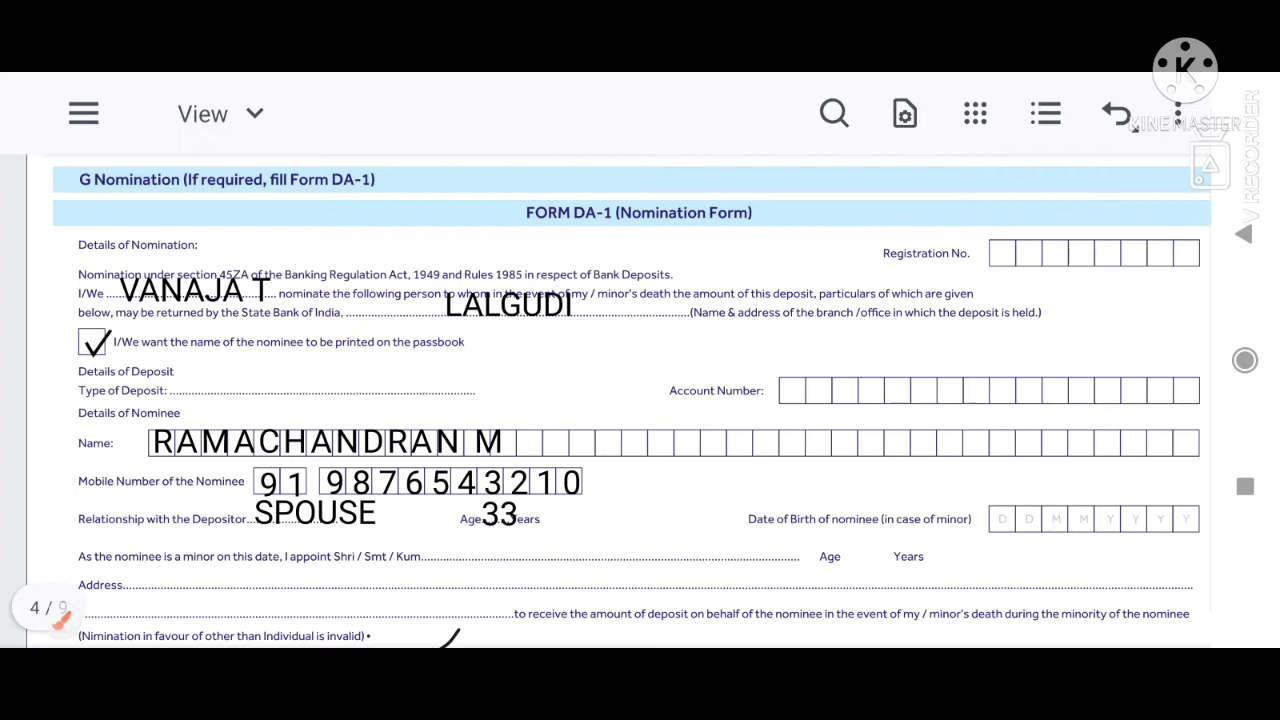 View
KINEMASTER
V RECORDER
G Nomination (If required, fill Form DA-1)
FORM DA-1 (Nomination Form)
Details of Nomination:
Registration No.
Nomination under section 45ZA of the Banking Regulation Act, 1949 and Rules 1985 in respect of Bank Deposits.
I/We VANAJA T nominate the following person to whom in the event of my / minor's death the amount of this deposit, particulars of which are given
below, may be returned by the State Bank of India, LALGUDI (Name & address of the branch /office in which the deposit is held.)
I/We want the name of the nominee to be printed on the passbook
Details of Deposit
Type of Deposit: Account Number:
Details of Nominee
Name: RAMACHANDRAN M
Mobile Number of the Nominee 91 9876543210
Relationship with the Depositor SPOUSE Age 33 Years Date of Birth of nominee (in case of minor) D D M M Y Y Y Y
As the nominee is a minor on this date, I appoint Shri / Smt / Kum Age Years
Address
to receive the amount of deposit on behalf of the nominee in the event of my / minor's death during the minority of the nominee
(Nimination in favour of other than Individual is invalid) •
4 / 9